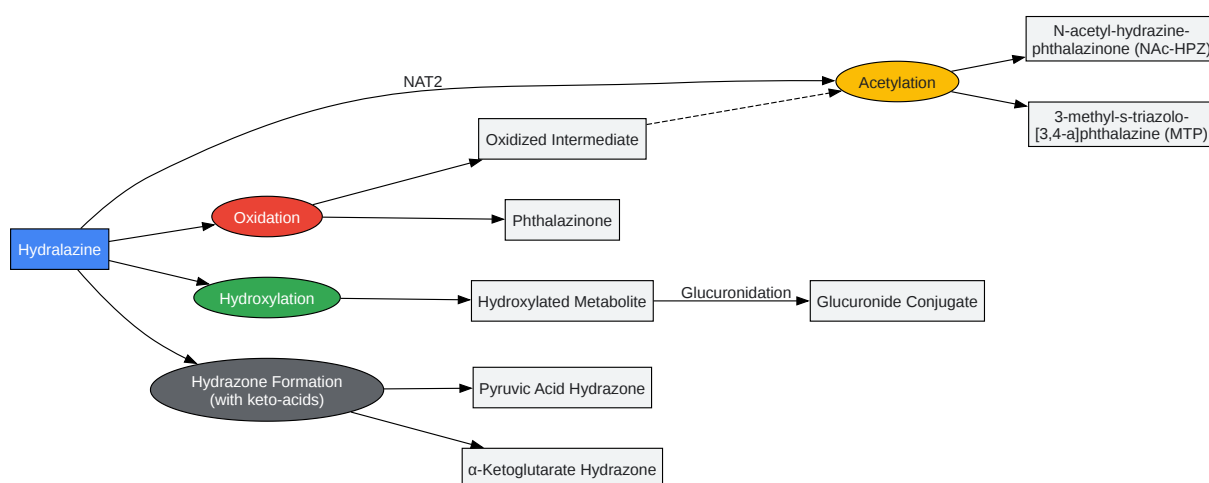 N-acetyl-hydrazine-
phthalazinone (NAc-HPZ)
NAT2
Acetylation
3-methyl-s-triazolo-
[3,4-a]phthalazine (MTP)
Oxidized Intermediate
Oxidation
Phthalazinone
Hydralazine
Hydroxylation
Hydroxylated Metabolite
Glucuronidation
Glucuronide Conjugate
Hydrazone Formation
(with keto-acids)
Pyruvic Acid Hydrazone
α-Ketoglutarate Hydrazone